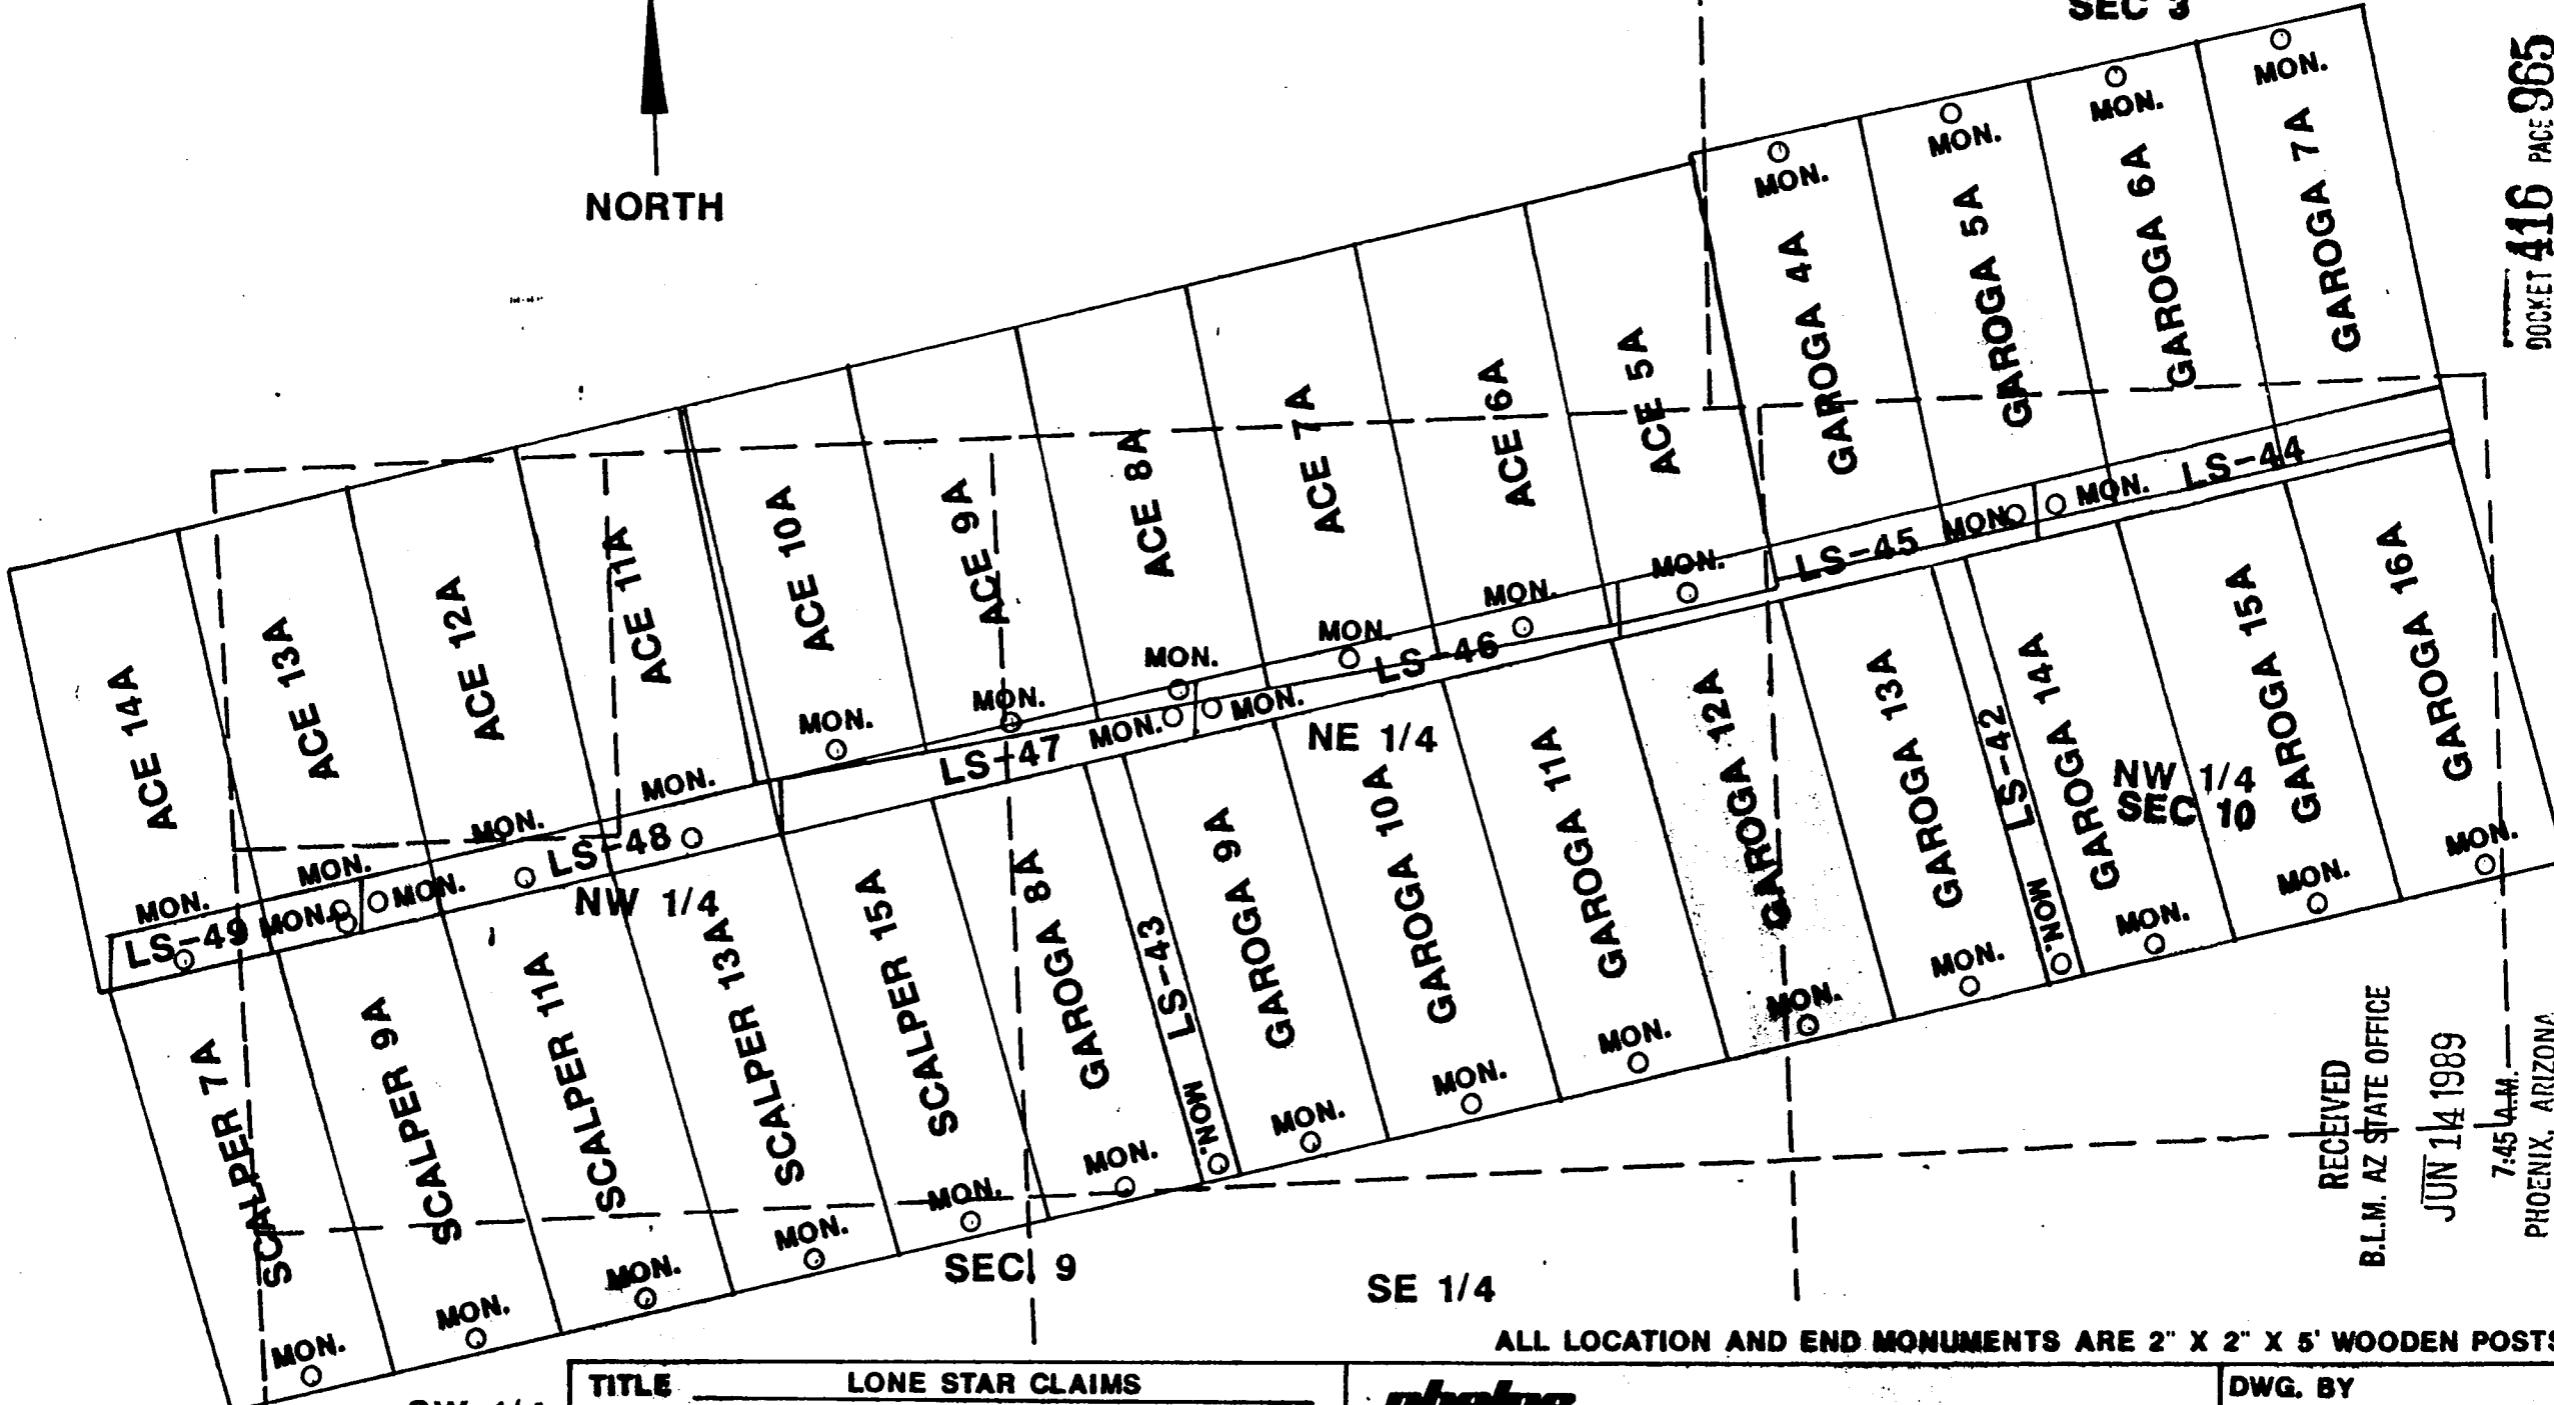 SEC 3
NORTH
MON.
MON.
MON.
MON.
GAROGA 4A
GAROGA 5A
GAROGA 6A
GAROGA 7A
DOCKET 416 PAGE 965
ACE 14A
ACE 13A
ACE 12A
ACE 11A
ACE 10A
ACE 9A
ACE 8A
ACE 7A
ACE 6A
ACE 5A
MON.
MON.
MON.
MON.
MON.
MON.
MON.
MON.
MON.
MON.
LS-49 MON.
MON. LS-48
LS-47 MON.
MON. LS-46
LS-45 MON.
MON. LS-44
NW 1/4
NE 1/4
NW 1/4
SEC 10
SCALPER 7A
SCALPER 9A
SCALPER 11A
SCALPER 13A
SCALPER 15A
GAROGA 8A
LS-43 MON.
GAROGA 9A
GAROGA 10A
GAROGA 11A
GAROGA 12A
GAROGA 13A
LS-42 MON.
GAROGA 14A
GAROGA 15A
GAROGA 16A
MON.
MON.
MON.
MON.
MON.
MON.
MON.
MON.
MON.
MON.
MON.
MON.
MON.
MON.
SEC 9
SE 1/4
RECEIVED
B.L.M. AZ STATE OFFICE
JUN 14 1989
7:45 A.M.
PHOENIX, ARIZONA
ALL LOCATION AND END MONUMENTS ARE 2" X 2" X 5' WOODEN POSTS
TITLE LONE STAR CLAIMS
DWG. BY